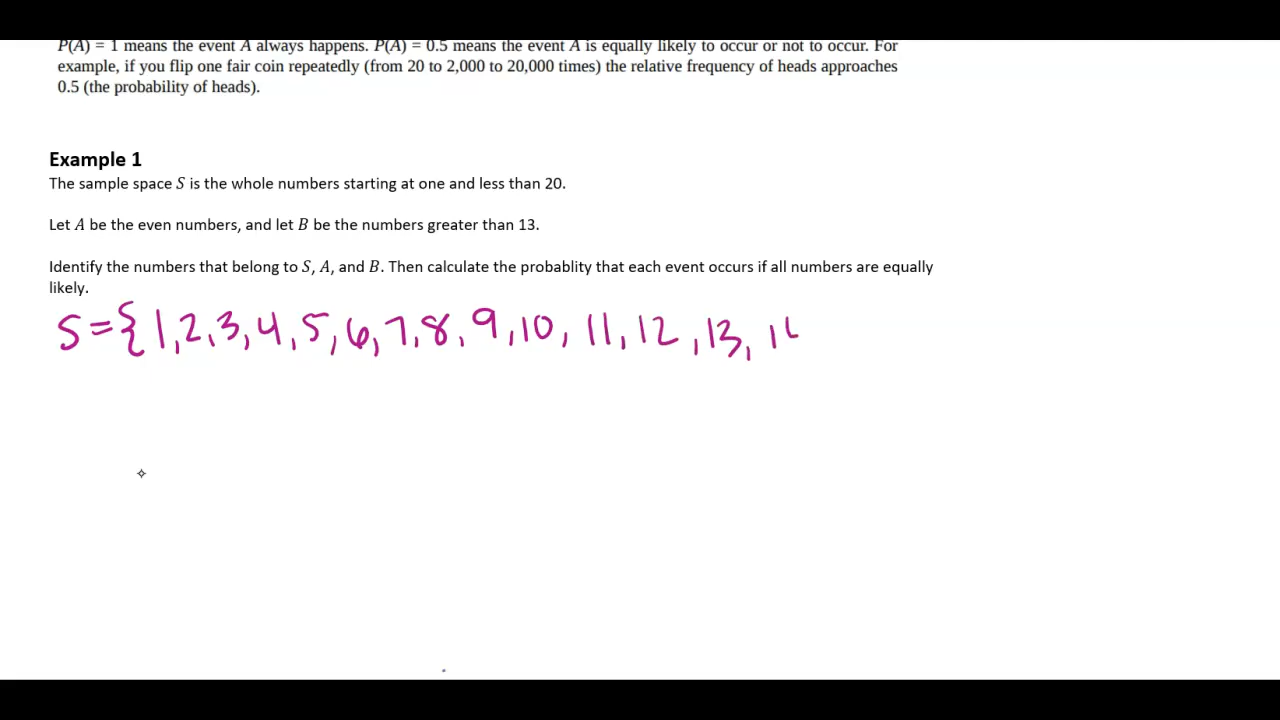 P(A) = 1 means the event A always happens. P(A) = 0.5 means the event A is equally likely to occur or not to occur. For
example, if you flip one fair coin repeatedly (from 20 to 2,000 to 20,000 times) the relative frequency of heads approaches
0.5 (the probability of heads).
Example 1
The sample space S is the whole numbers starting at one and less than 20.
Let A be the even numbers, and let B be the numbers greater than 13.
Identify the numbers that belong to S, A, and B. Then calculate the probablity that each event occurs if all numbers are equally
likely.
S={1,2,3,4,5,6,7,8,9,10,11,12,13,14